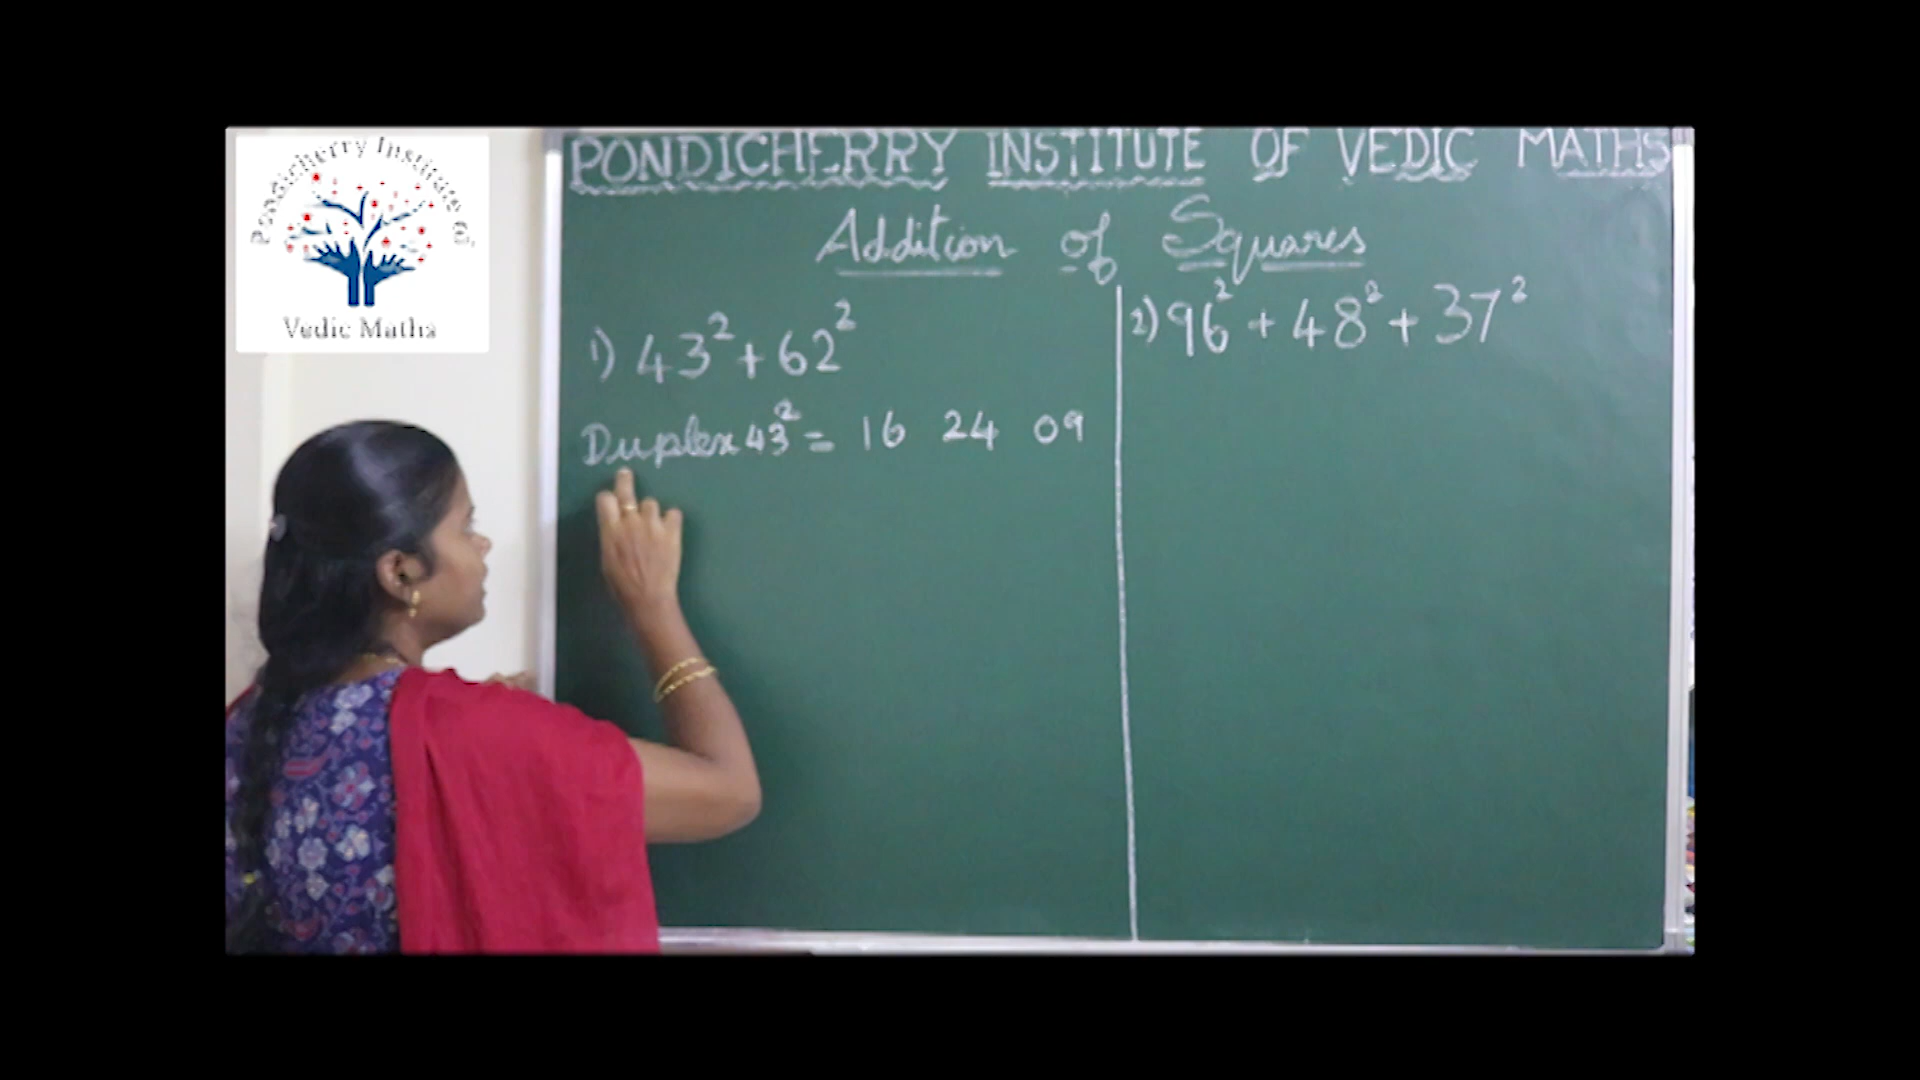 Pondicherry Institute of
Vedic Maths
PONDICHERRY INSTITUTE OF VEDIC MATHS
Addition of Squares
1) 43² + 62²
Duplex 43² = 16 24 09
2) 96² + 48² + 37²